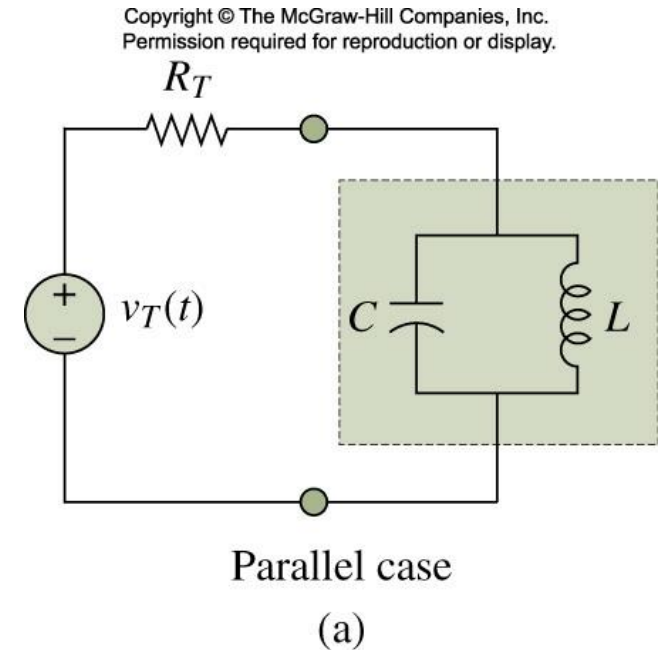 Copyright © The McGraw-Hill Companies, Inc.
Permission required for reproduction or display.
R_T
+
−
v_T(t)
C
L
Parallel case
(a)